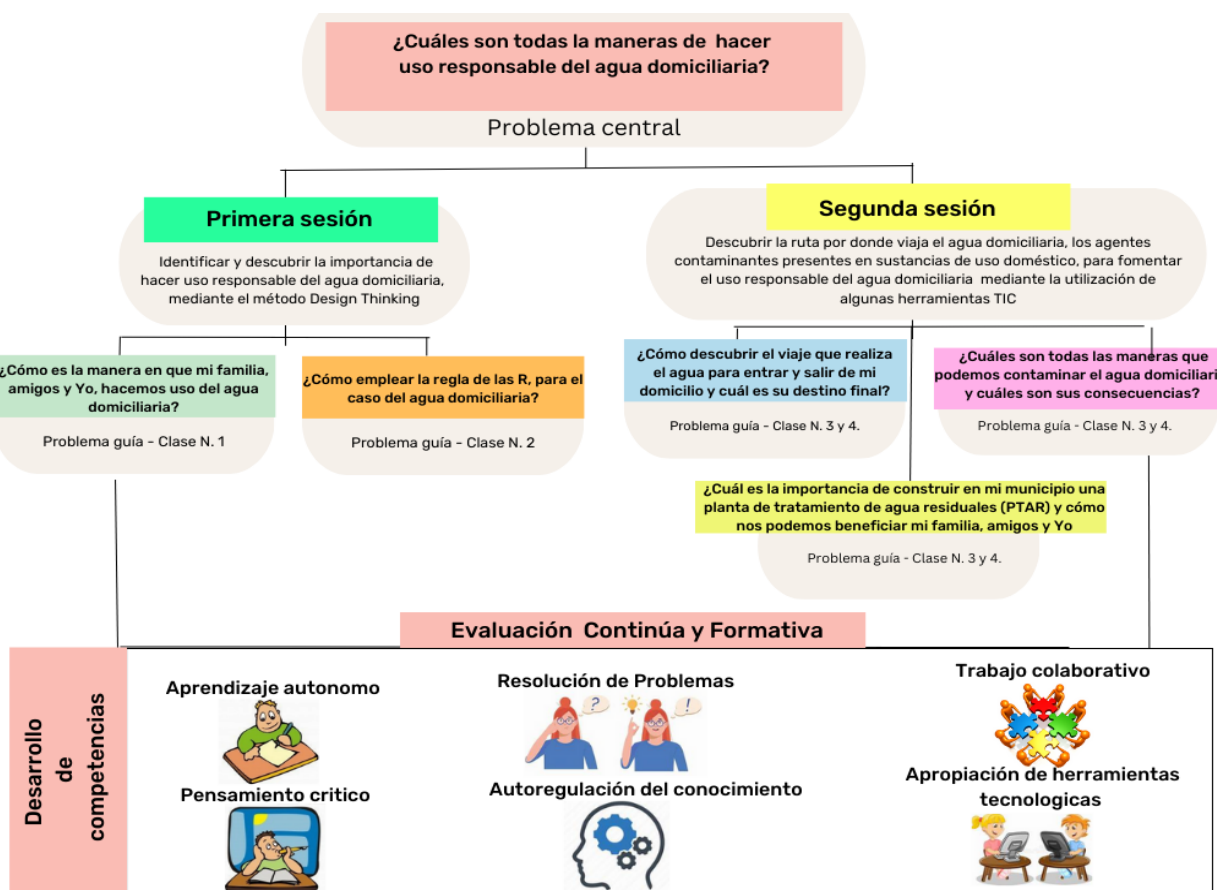 ¿Cuáles son todas la maneras de hacer
uso responsable del agua domiciliaria?
Problema central
Primera sesión
Identificar y descubrir la importancia de
hacer uso responsable del agua domiciliaria,
mediante el método Design Thinking
Segunda sesión
Descubrir la ruta por donde viaja el agua domiciliaria, los agentes
contaminantes presentes en sustancias de uso doméstico, para fomentar
el uso responsable del agua domiciliaria mediante la utilización de
algunas herramientas TIC
¿Cómo es la manera en que mi familia,
amigos y Yo, hacemos uso del agua
domiciliaria?
Problema guía - Clase N. 1
¿Cómo emplear la regla de las R, para el
caso del agua domiciliaria?
Problema guía - Clase N. 2
¿Cómo descubrir el viaje que realiza
el agua para entrar y salir de mi
domicilio y cuál es su destino final?
Problema guía - Clase N. 3 y 4.
¿Cuáles son todas las maneras que
podemos contaminar el agua domiciliari
y cuáles son sus consecuencias?
Problema guía - Clase N. 3 y 4.
¿Cuál es la importancia de construir en mi municipio una
planta de tratamiento de agua residuales (PTAR) y cómo
nos podemos beneficiar mi familia, amigos y Yo
Problema guía - Clase N. 3 y 4.
Evaluación Continúa y Formativa
Desarrollo
de
competencias
Aprendizaje autonomo
Resolución de Problemas
?
!
Trabajo colaborativo
Pensamiento critico
Autoregulación del conocimiento
Apropiación de herramientas
tecnologicas